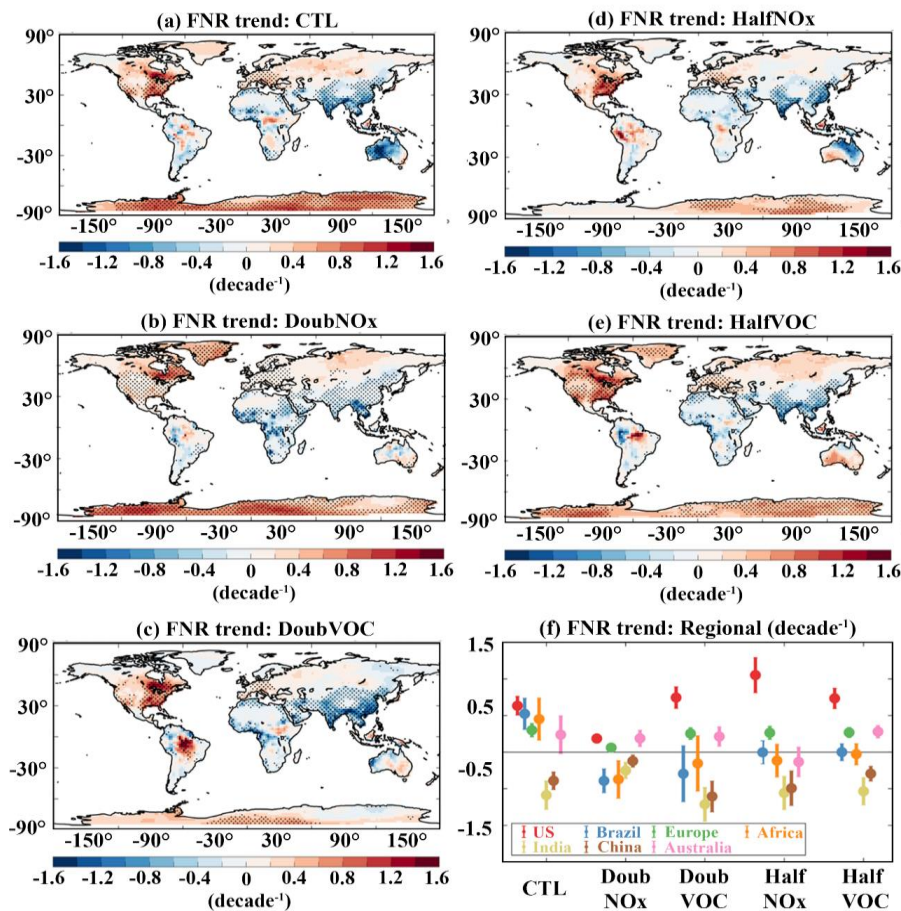 (a) FNR trend: CTL
90°
30°
-30°
-90°
-150° -90° -30° 30° 90° 150°
-1.6 -1.2 -0.8 -0.4 0 0.4 0.8 1.2 1.6
(decade⁻¹)
(d) FNR trend: HalfNOx
90°
30°
-30°
90°
-150° -90° -30° 30° 90° 150°
-1.6 -1.2 -0.8 -0.4 0 0.4 0.8 1.2 1.6
(decade⁻¹)
(b) FNR trend: DoubNOx
90°
30°
-30°
-90°
-150° -90° -30° 30° 90° 150°
-1.6 -1.2 -0.8 -0.4 0 0.4 0.8 1.2 1.6
(decade⁻¹)
(e) FNR trend: HalfVOC
90°
30°
-30°
-90°
-150° -90° -30° 30° 90° 150°
-1.6 -1.2 -0.8 -0.4 0 0.4 0.8 1.2 1.6
(decade⁻¹)
(c) FNR trend: DoubVOC
90°
30°
-30°
-90°
-150° -90° -30° 30° 90° 150°
-1.6 -1.2 -0.8 -0.4 0 0.4 0.8 1.2 1.6
(decade⁻¹)
(f) FNR trend: Regional (decade⁻¹)
1.5
0.5
-0.5
-1.5
US Brazil Europe Africa
India China Australia
CTL Doub NOx Doub VOC Half NOx Half VOC